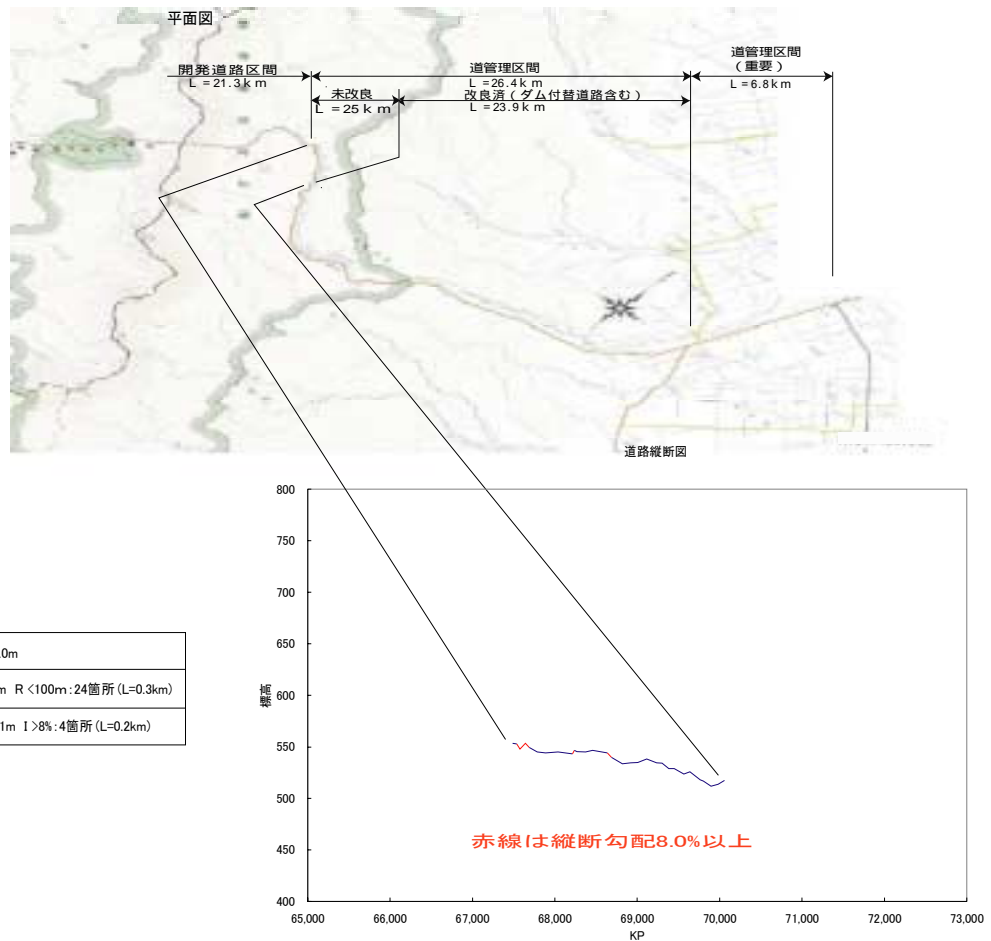 平面図
開発道路区間
L =21.3k m
道管理区間
L=26.4k m
道管理区間
(重要)
L=6.8k m
未改良
L =25 k m
改良済(ダム付替道路含む)
L=23.9k m
道路縦断図
.0m
m R <100m:24箇所(L=0.3km)
1m I >8%:4箇所(L=0.2km)
標高
800
750
700
650
600
550
500
450
400
赤線は縦断勾配8.0%以上
65,000 66,000 67,000 68,000 69,000 70,000 71,000 72,000 73,000
KP